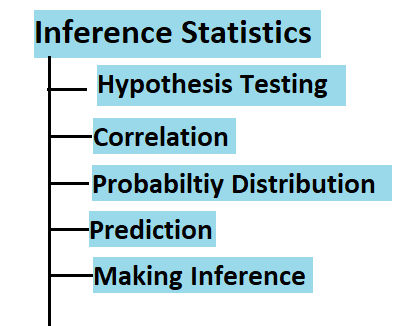 Inference Statistics
Hypothesis Testing
Correlation
Probabiltiy Distribution
Prediction
Making Inference